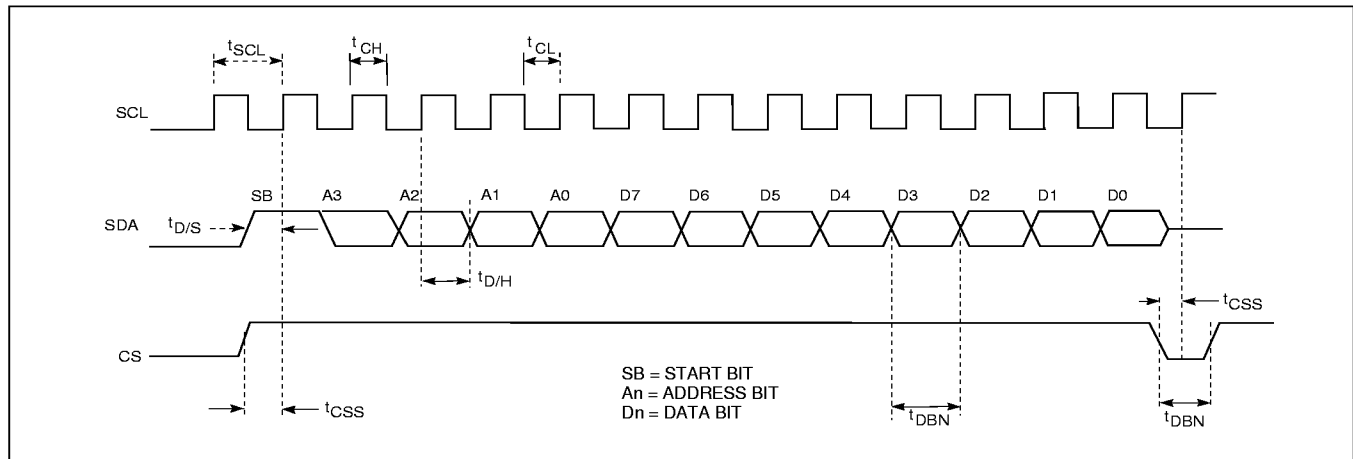 tSCL
tCH
tCL
SCL
SB A3 A2 A1 A0 D7 D6 D5 D4 D3 D2 D1 D0
SDA
tD/S
tD/H
tCSS
CS
SB = START BIT
An = ADDRESS BIT
Dn = DATA BIT
tCSS
tDBN
tDBN